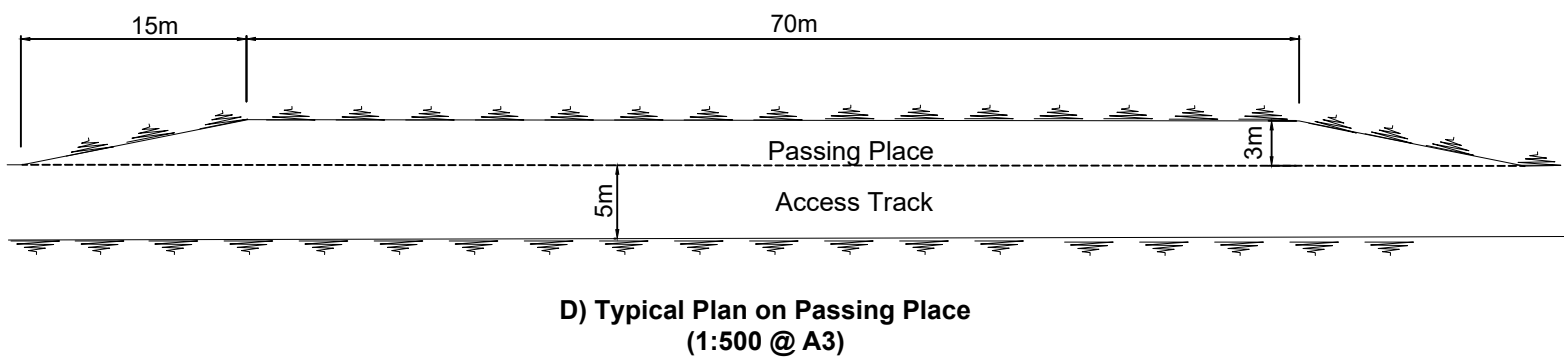 15m
70m
Passing Place
3m
5m
Access Track
D) Typical Plan on Passing Place
(1:500 @ A3)